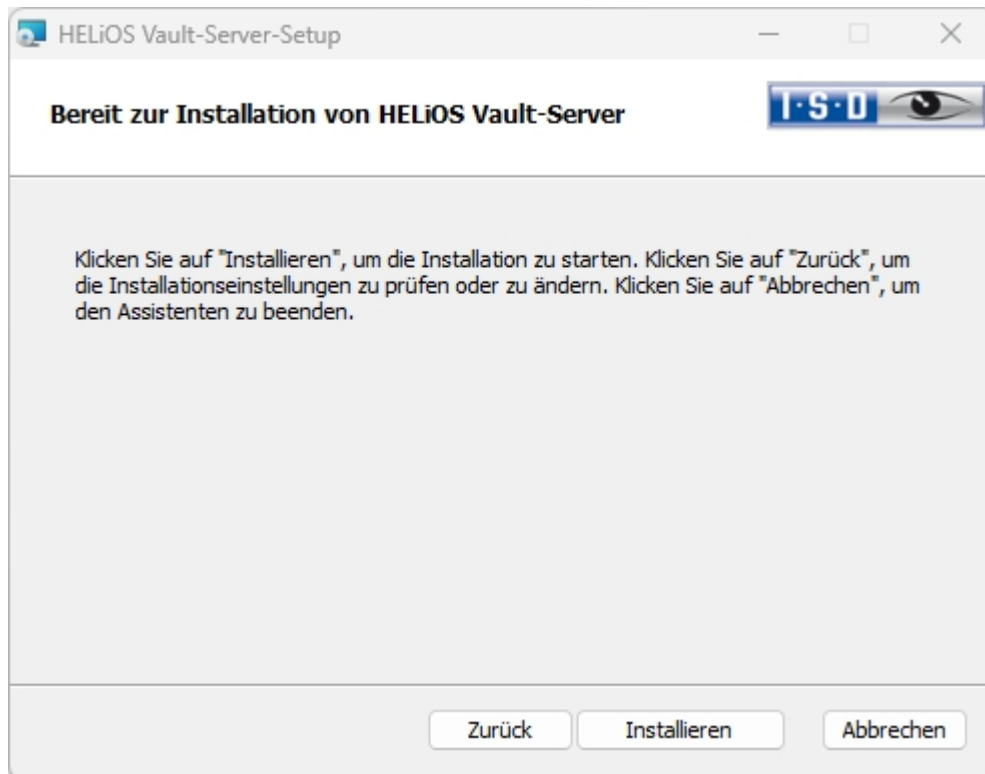 HELiOS Vault-Server-Setup
Bereit zur Installation von HELiOS Vault-Server
I·S·D
Klicken Sie auf "Installieren", um die Installation zu starten. Klicken Sie auf "Zurück", um
die Installationseinstellungen zu prüfen oder zu ändern. Klicken Sie auf "Abbrechen", um
den Assistenten zu beenden.
Zurück
Installieren
Abbrechen